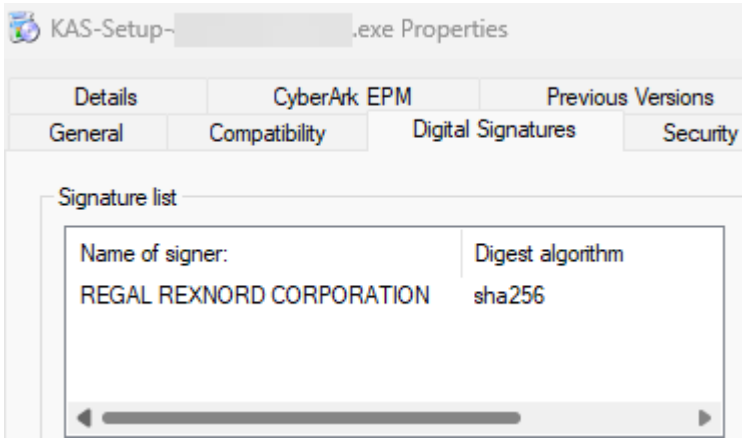 KAS-Setup- .exe Properties
Details CyberArk EPM Previous Versions
General Compatibility Digital Signatures Security
Signature list
Name of signer: Digest algorithm
REGAL REXNORD CORPORATION sha256